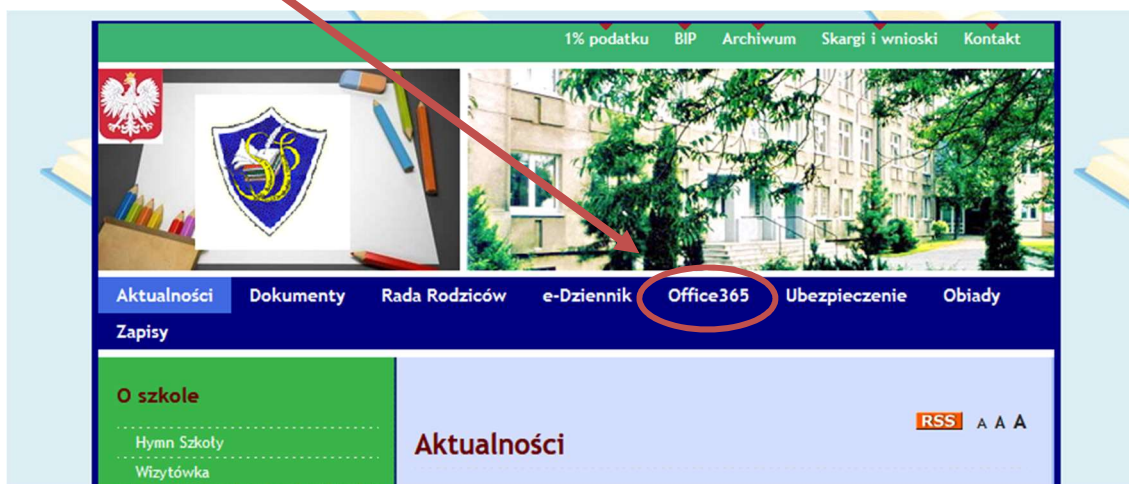 1% podatku BIP Archiwum Skargi i wnioski Kontakt
Aktualności Dokumenty Rada Rodziców e-Dziennik Office365 Ubezpieczenie Obiady
Zapisy
O szkole
Hymn Szkoły
Wizytówka
RSS A A A
Aktualności